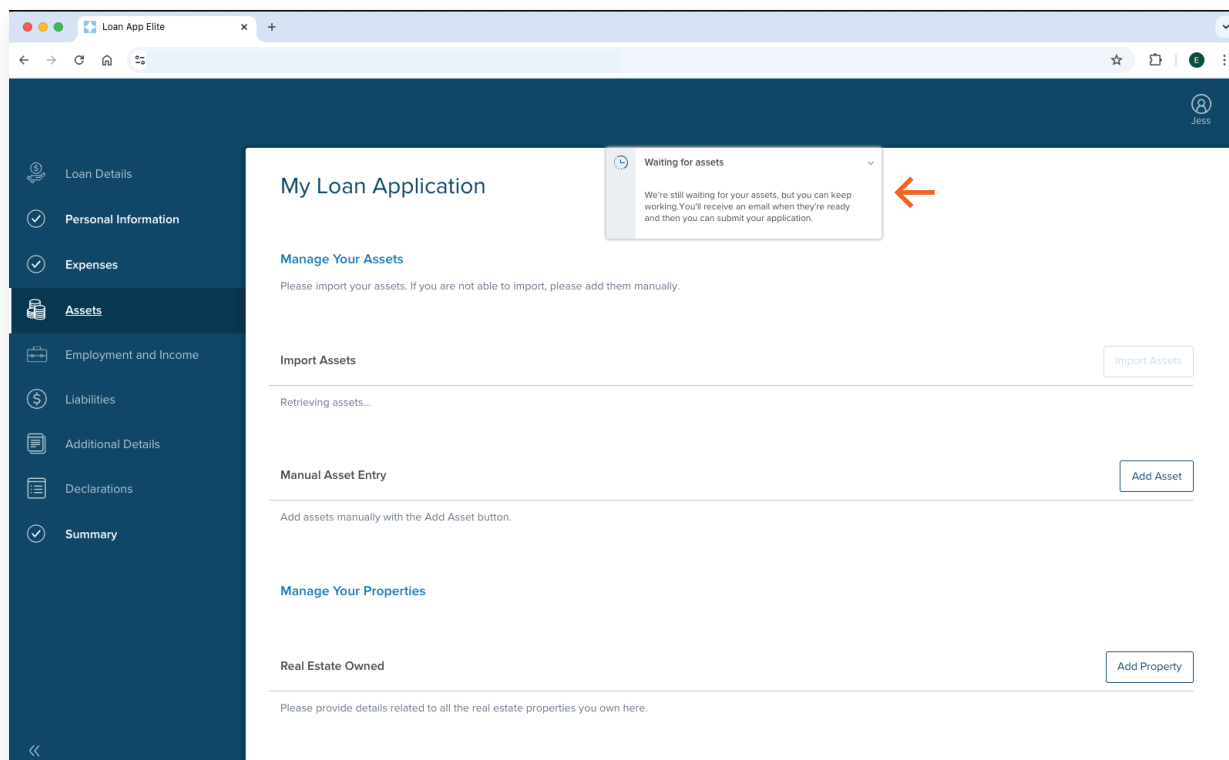 Loan App Elite
E
Jess
Loan Details
Personal Information
Expenses
Assets
Employment and Income
Liabilities
Additional Details
Declarations
Summary
My Loan Application
Waiting for assets
We're still waiting for your assets, but you can keep
working.You'll receive an email when they're ready
and then you can submit your application.
Manage Your Assets
Please import your assets. If you are not able to import, please add them manually.
Import Assets
Import Assets
Retrieving assets...
Manual Asset Entry
Add Asset
Add assets manually with the Add Asset button.
Manage Your Properties
Real Estate Owned
Add Property
Please provide details related to all the real estate properties you own here.